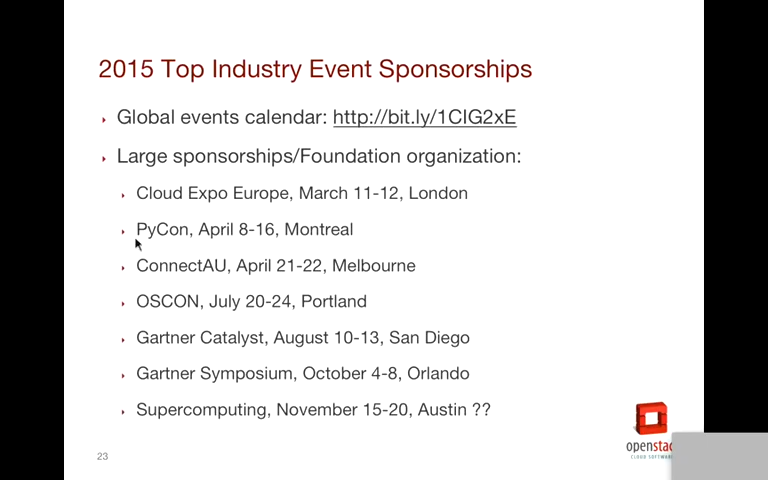 2015 Top Industry Event Sponsorships
Global events calendar: http://bit.ly/1CIG2xE
Large sponsorships/Foundation organization:
Cloud Expo Europe, March 11-12, London
PyCon, April 8-16, Montreal
ConnectAU, April 21-22, Melbourne
OSCON, July 20-24, Portland
Gartner Catalyst, August 10-13, San Diego
Gartner Symposium, October 4-8, Orlando
Supercomputing, November 15-20, Austin ??
23
openstac
CLOUD SOFTWAR